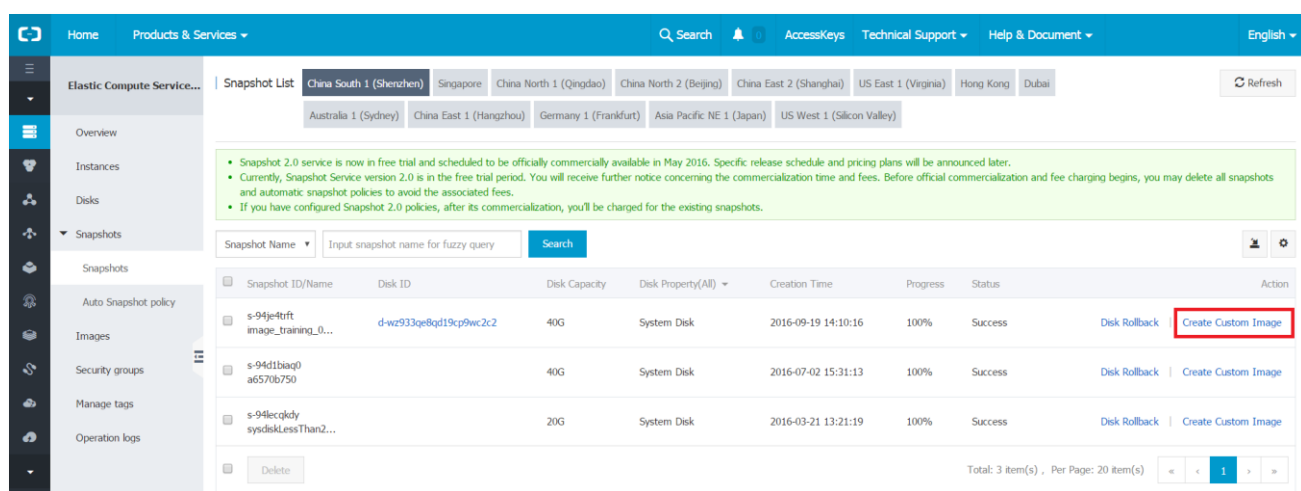 Home Products & Services Search 0 AccessKeys Technical Support Help & Document English
Elastic Compute Service...
Overview
Instances
Disks
Snapshots
Snapshots
Auto Snapshot policy
Images
Security groups
Manage tags
Operation logs
Snapshot List China South 1 (Shenzhen) Singapore China North 1 (Qingdao) China North 2 (Beijing) China East 2 (Shanghai) US East 1 (Virginia) Hong Kong Dubai Refresh
Australia 1 (Sydney) China East 1 (Hangzhou) Germany 1 (Frankfurt) Asia Pacific NE 1 (Japan) US West 1 (Silicon Valley)
• Snapshot 2.0 service is now in free trial and scheduled to be officially commercially available in May 2016. Specific release schedule and pricing plans will be announced later.
• Currently, Snapshot Service version 2.0 is in the free trial period. You will receive further notice concerning the commercialization time and fees. Before official commercialization and fee charging begins, you may delete all snapshots
and automatic snapshot policies to avoid the associated fees.
• If you have configured Snapshot 2.0 policies, after its commercialization, you'll be charged for the existing snapshots.
Snapshot Name Input snapshot name for fuzzy query Search
Snapshot ID/Name Disk ID Disk Capacity Disk Property(All) Creation Time Progress Status Action
s-94je4trft
image_training_0... d-wz933qe8qd19cp9wc2c2 40G System Disk 2016-09-19 14:10:16 100% Success Disk Rollback | Create Custom Image
s-94d1biaq0
a6570b750 40G System Disk 2016-07-02 15:31:13 100% Success Disk Rollback | Create Custom Image
s-94lecqkdy
sysdiskLessThan2... 20G System Disk 2016-03-21 13:21:19 100% Success Disk Rollback | Create Custom Image
Delete Total: 3 item(s) , Per Page: 20 item(s) « ‹ 1 › »